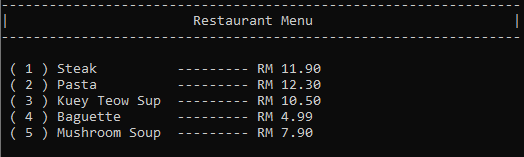 -----------------------------------------------------------------
|                       Restaurant Menu                         |
-----------------------------------------------------------------
( 1 ) Steak          --------- RM 11.90
( 2 ) Pasta          --------- RM 12.30
( 3 ) Kuey Teow Sup  --------- RM 10.50
( 4 ) Baguette       --------- RM 4.99
( 5 ) Mushroom Soup  --------- RM 7.90